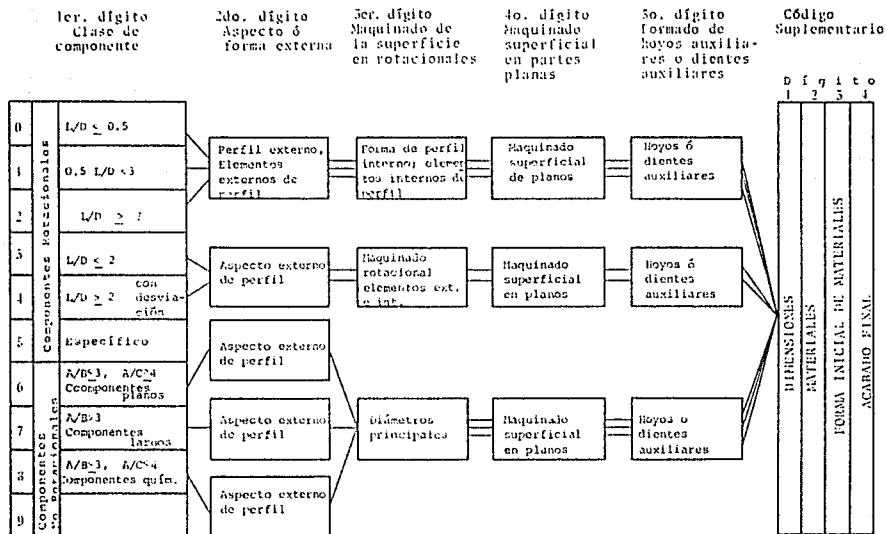 1er. dígito
Clase de
componente
2do. dígito
Aspecto ó
forma externa
3er. dígito
Maquinado de
la superficie
en rotacionales
4o. dígito
Maquinado
superficial
en partes
planas
5o. dígito
formado de
hoyos auxilia-
res o dientes
auxiliares
Código
Suplementario
D í g i t o
1 2 3 4
Componentes Rotacionales
0
L/D ≤ 0.5
1
0.5 L/D <3
2
L/D ≥
3
L/D < 2
4
L/D ≥ 2
con
desvia-
ción
5
Específico
Componentes
No Rotacionales
6
A/B≤3, A/C≥4
Ccomponentes
planos
7
A/B>3
Componentes
largos
8
A/B≤3, A/C<4
Componentes quím.
9
Perfil externo,
Elementos
externos de
perfil
Forma de perfil
interno; elemen-
tos internos de
perfil
Maquinado
superficial
de planos
Hoyos ó
dientes
auxiliares
Aspecto externo
de perfil
Maquinado
rotacional
elementos ext.
e int.
Maquinado
superficial
en planos
Hoyos ó
dientes
auxiliares
Aspecto externo
de perfil
Aspecto externo
de perfil
Diámetros
principales
Maquinado
superficial
en planos
Hoyos o
dientes
auxiliares
Aspecto externo
de perfil
DIMENSIONES
MATERIALES
FORMA INICIAL DE MATERIALES
ACABADO FINAL